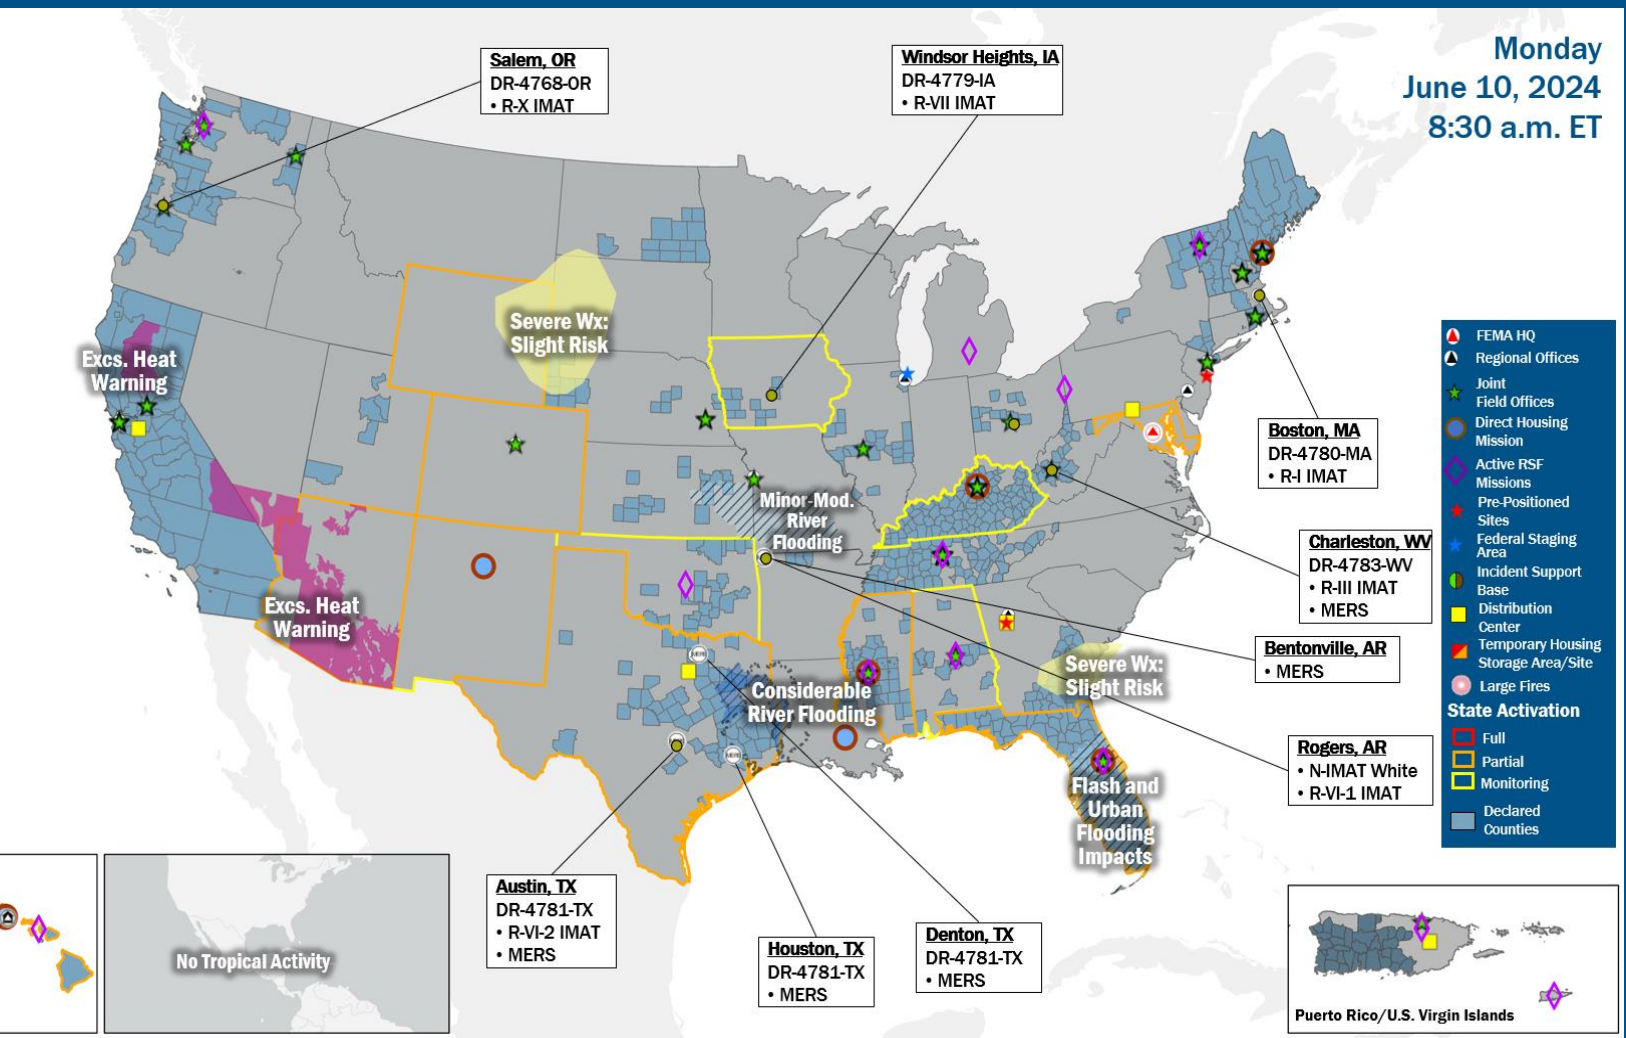 Monday
June 10, 2024
8:30 a.m. ET
Salem, OR
DR-4768-OR
• R-X IMAT
Windsor Heights, IA
DR-4779-IA
• R-VII IMAT
Severe Wx:
Slight Risk
Excs. Heat
Warning
Minor-Mod.
River
Flooding
Excs. Heat
Warning
Considerable
River Flooding
Severe Wx:
Slight Risk
Flash and
Urban
Flooding
Impacts
MERS
MERS
Boston, MA
DR-4780-MA
• R-I IMAT
Charleston, WV
DR-4783-WV
• R-III IMAT
• MERS
Bentonville, AR
• MERS
Rogers, AR
• N-IMAT White
• R-VI-1 IMAT
Austin, TX
DR-4781-TX
• R-VI-2 IMAT
• MERS
Houston, TX
DR-4781-TX
• MERS
Denton, TX
DR-4781-TX
• MERS
No Tropical Activity
Puerto Rico/U.S. Virgin Islands
FEMA HQ
Regional Offices
Joint
Field Offices
Direct Housing
Mission
Active RSF
Missions
Pre-Positioned
Sites
Federal Staging
Area
Incident Support
Base
Distribution
Center
Temporary Housing
Storage Area/Site
Large Fires
State Activation
Full
Partial
Monitoring
Declared
Counties